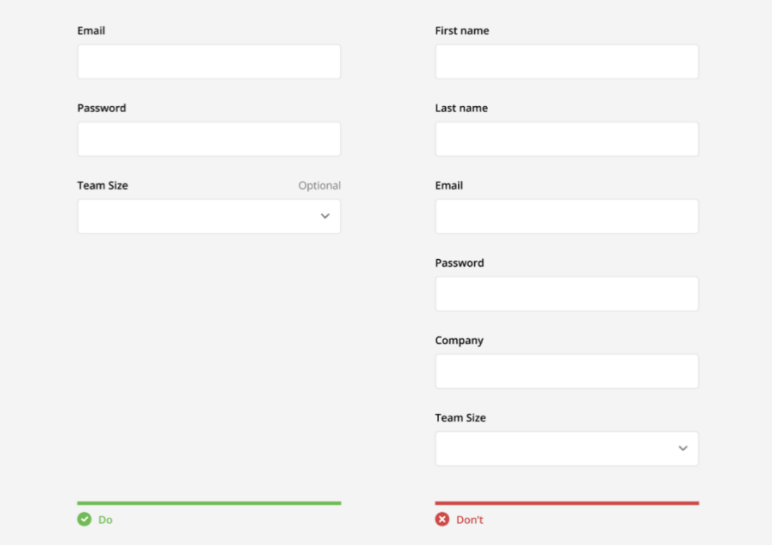 Email
Password
Team Size Optional
Do
First name
Last name
Email
Password
Company
Team Size
Don't